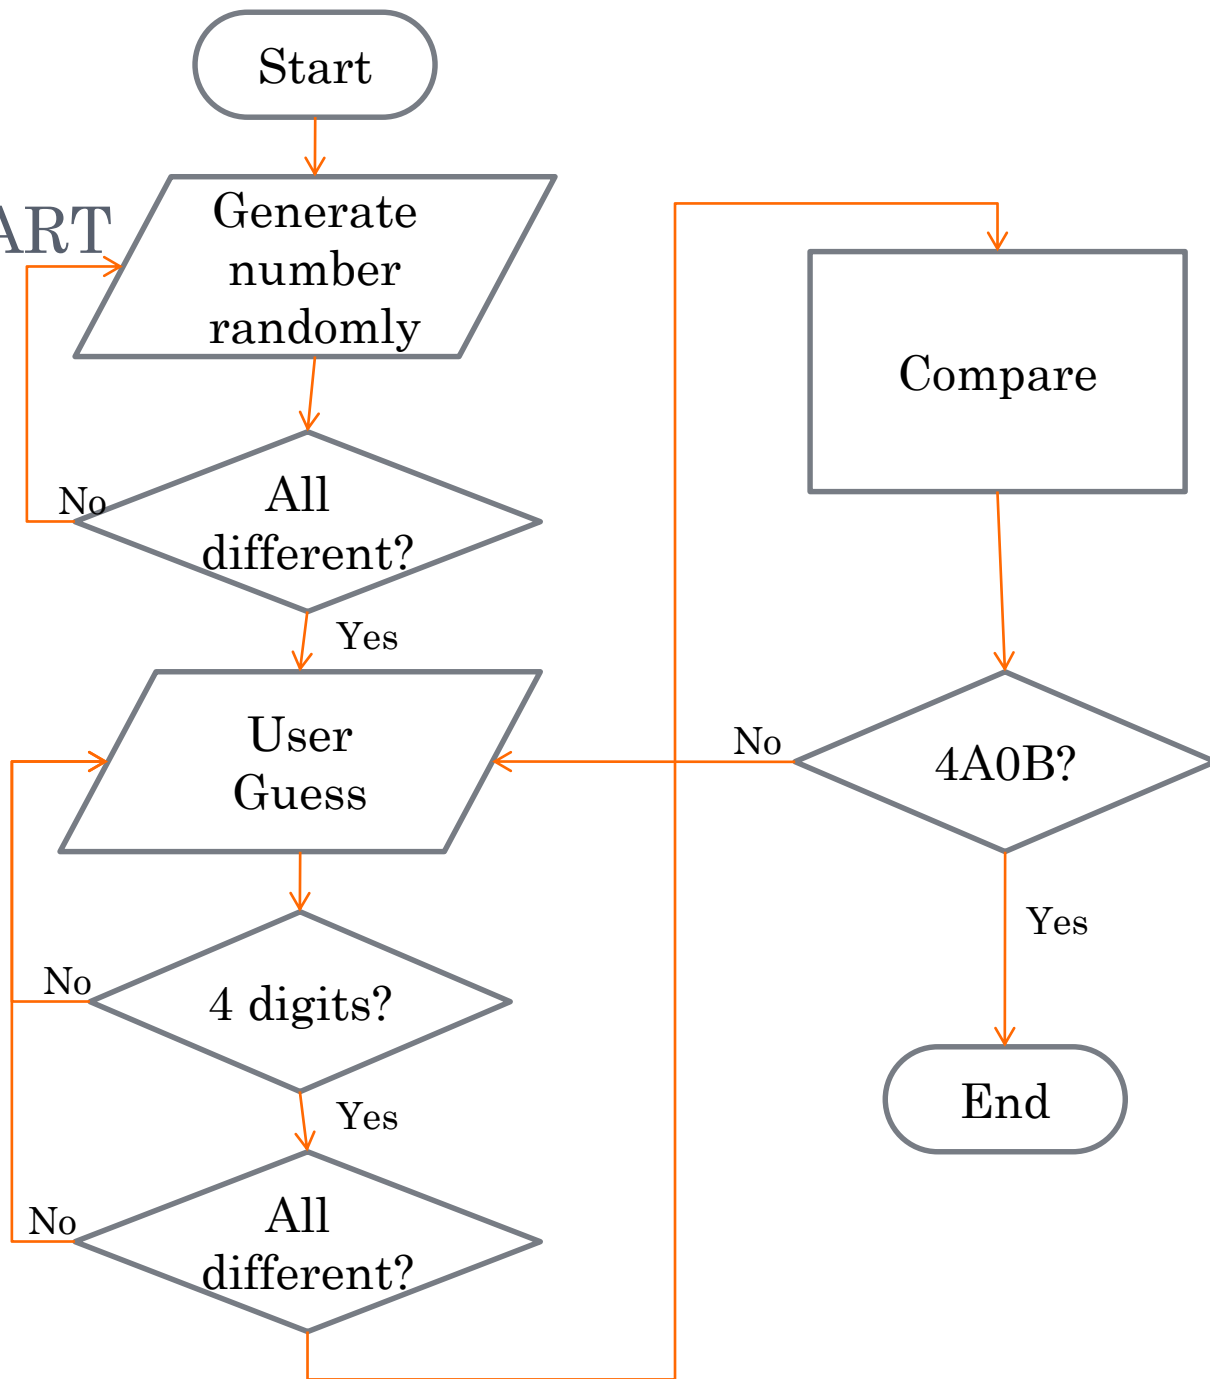 Start
ART
Generate
number
randomly
No
All
different?
Yes
User
Guess
No
4 digits?
Yes
No
All
different?
Compare
No
4A0B?
Yes
End